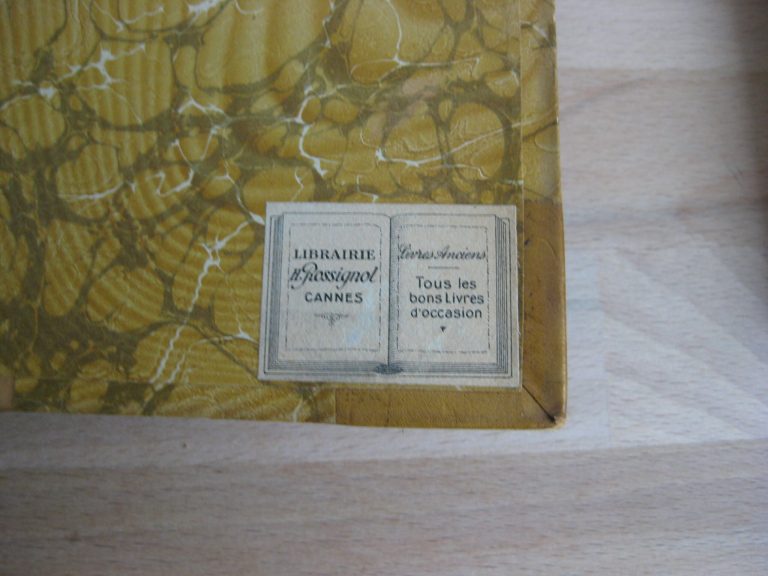 LIBRAIRIE
H. Rossignol
CANNES
Livres Anciens
Tous les
bons Livres
d'occasion